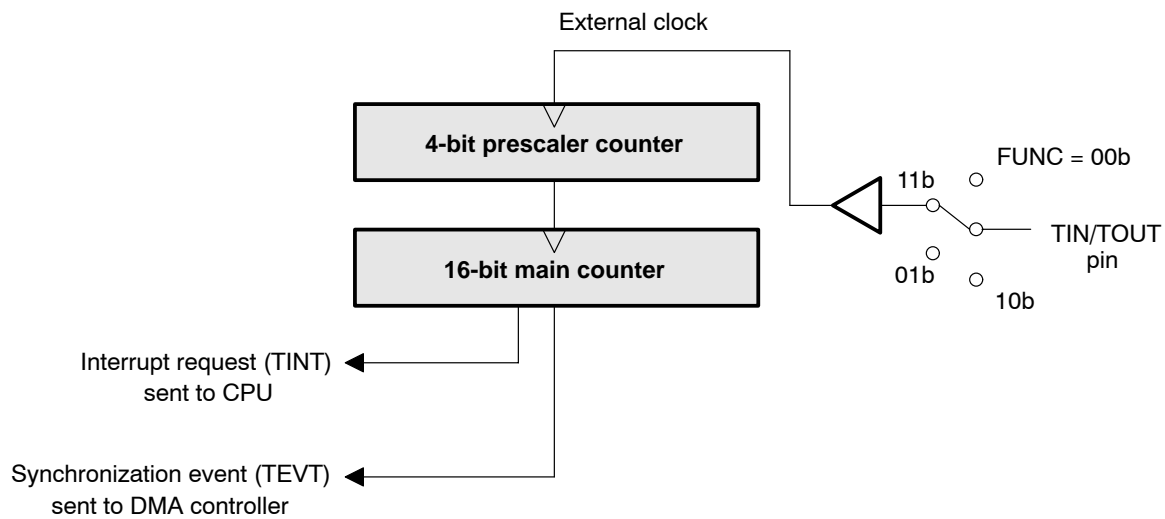 External clock
4-bit prescaler counter
FUNC = 00b
11b
TIN/TOUT
pin
16-bit main counter
01b
10b
Interrupt request (TINT)
sent to CPU
Synchronization event (TEVT)
sent to DMA controller